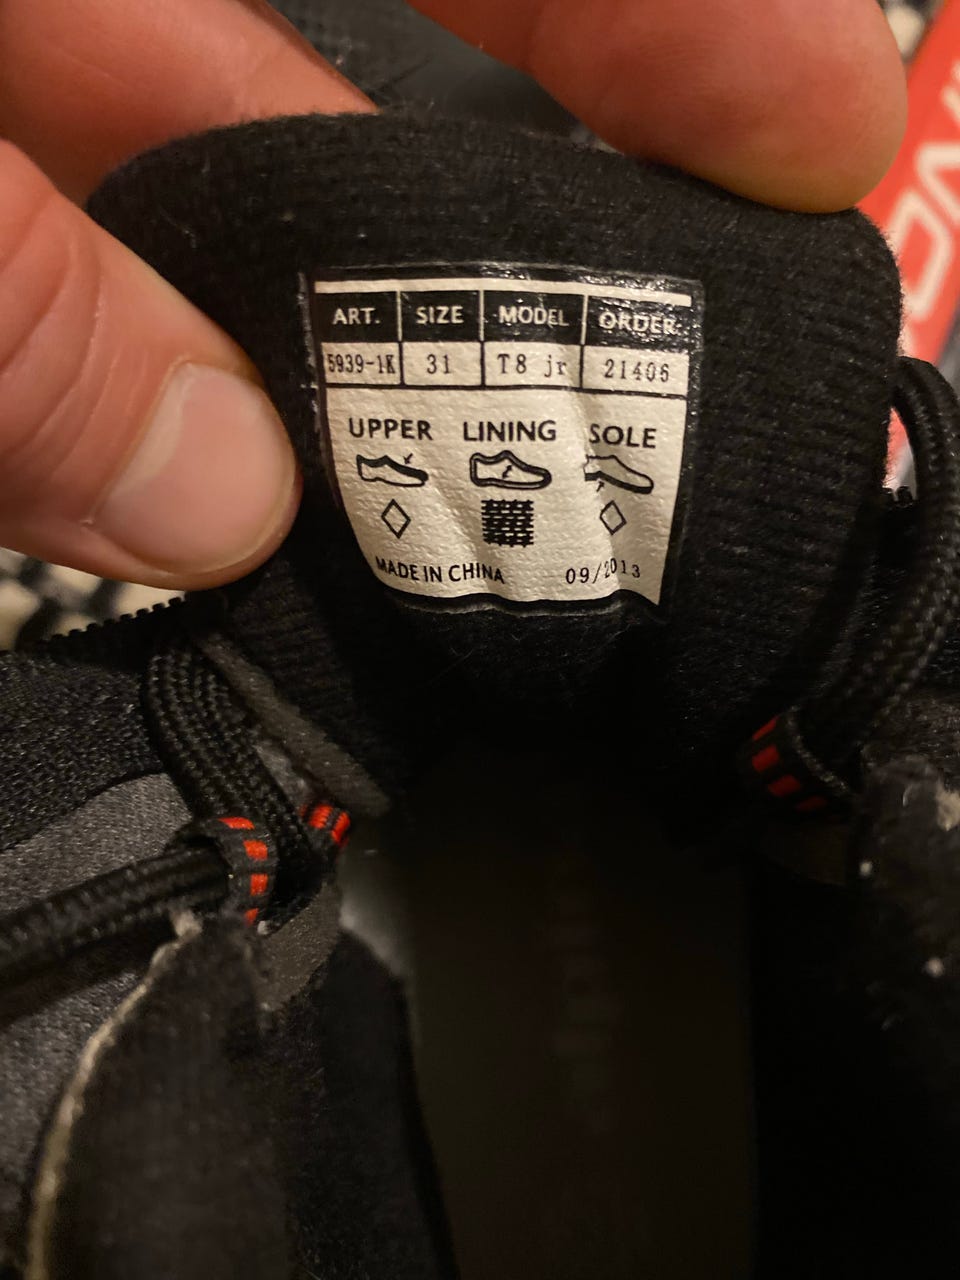 ART. SIZE MODEL ORDER:
5939-1K 31 T8 jr 21406
UPPER LINING SOLE
MADE IN CHINA 09/2013